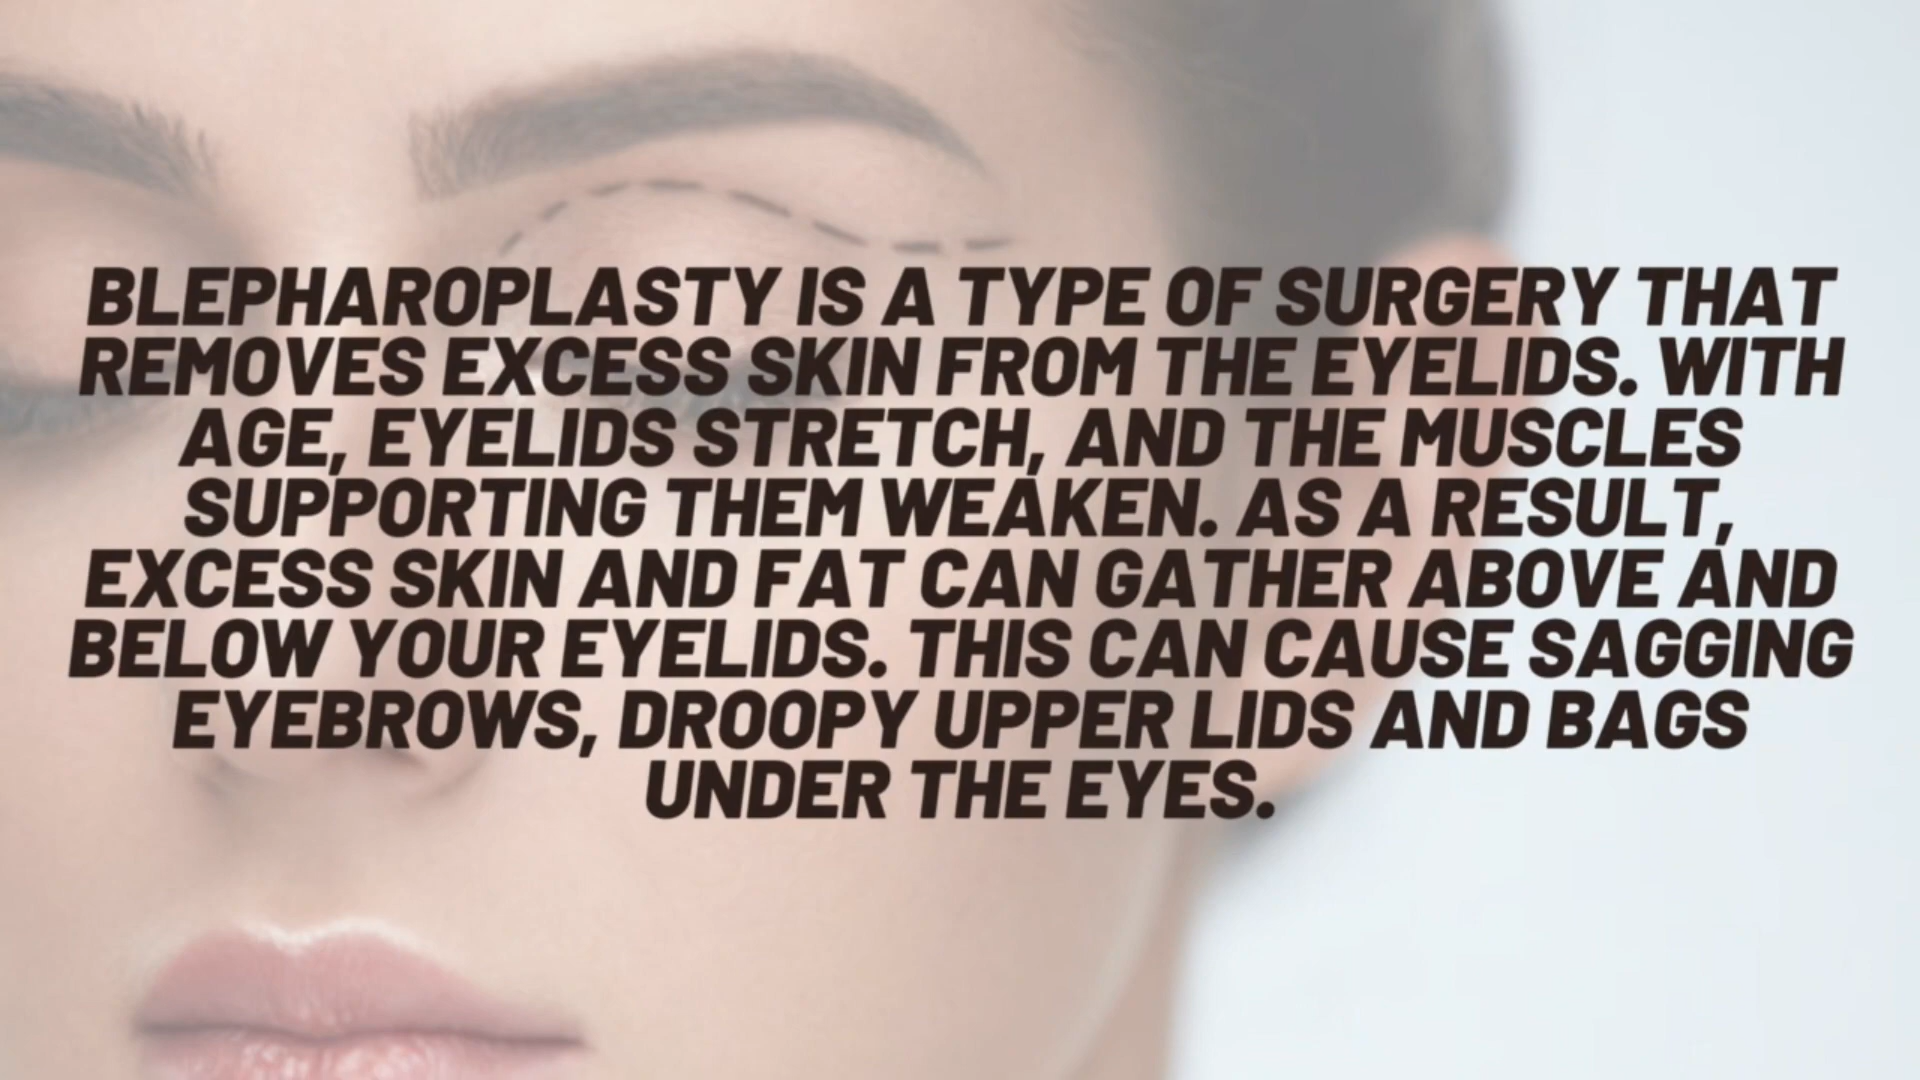 BLEPHAROPLASTY IS A TYPE OF SURGERY THAT
REMOVES EXCESS SKIN FROM THE EYELIDS. WITH
AGE, EYELIDS STRETCH, AND THE MUSCLES
SUPPORTING THEM WEAKEN. AS A RESULT,
EXCESS SKIN AND FAT CAN GATHER ABOVE AND
BELOW YOUR EYELIDS. THIS CAN CAUSE SAGGING
EYEBROWS, DROOPY UPPER LIDS AND BAGS
UNDER THE EYES.